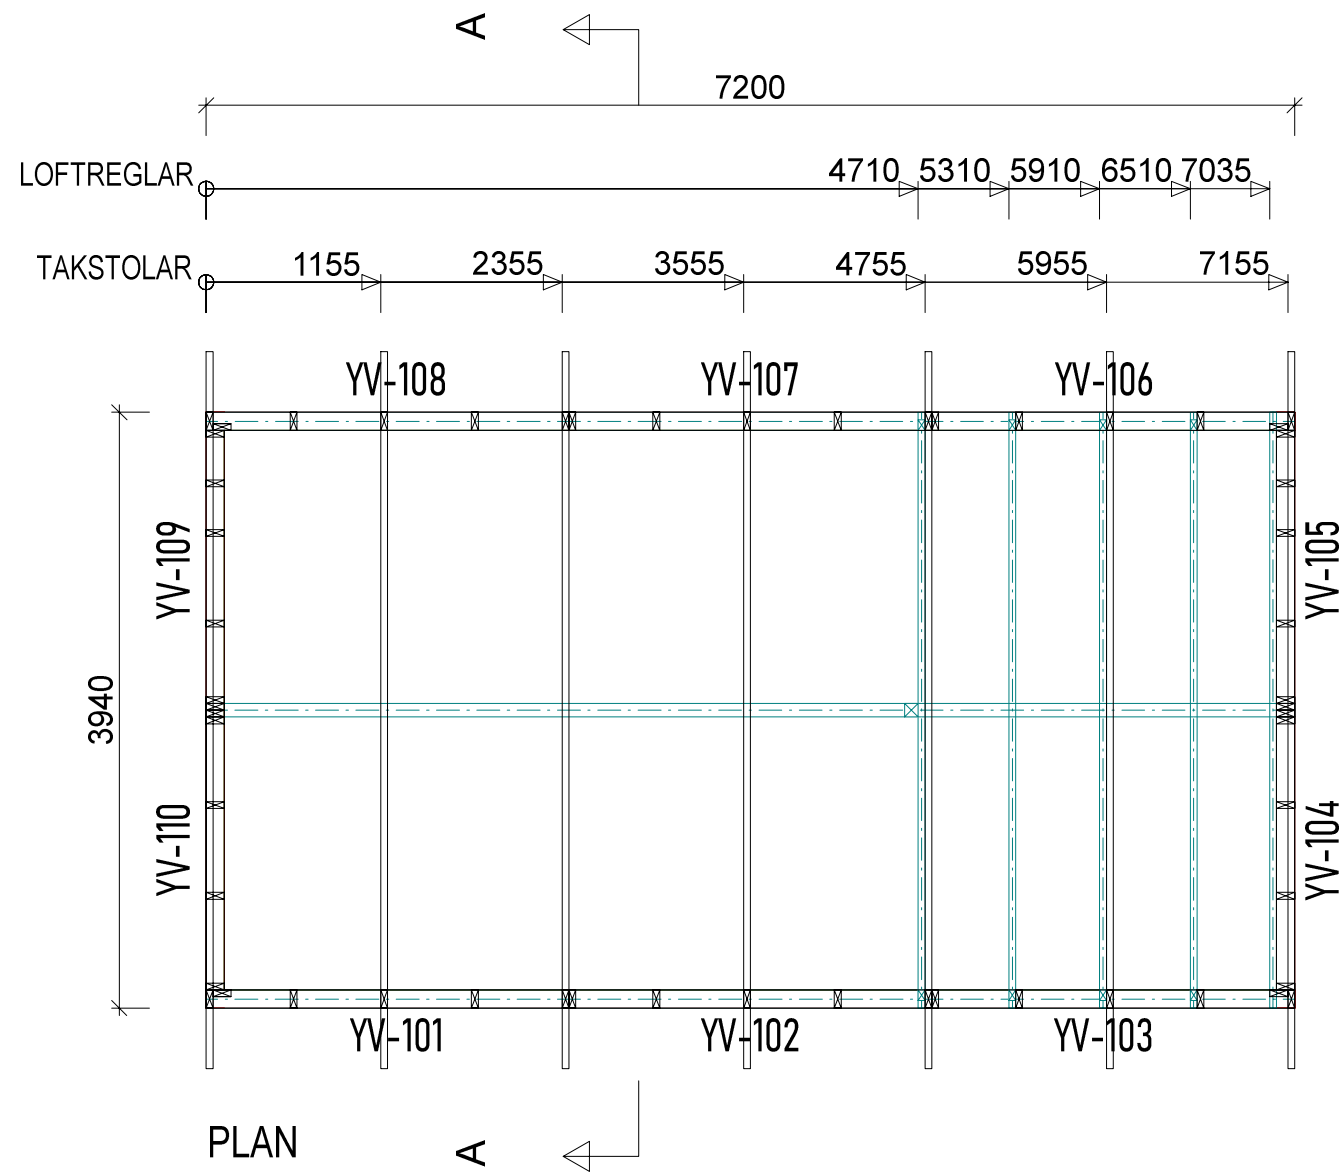 A
7200
LOFTREGLAR
4710 5310 5910 6510 7035
TAKSTOLAR
1155 2355 3555 4755 5955 7155
YV-108 YV-107 YV-106
YV-109
YV-105
3940
YV-110
YV-104
YV-101 YV-102 YV-103
PLAN
A